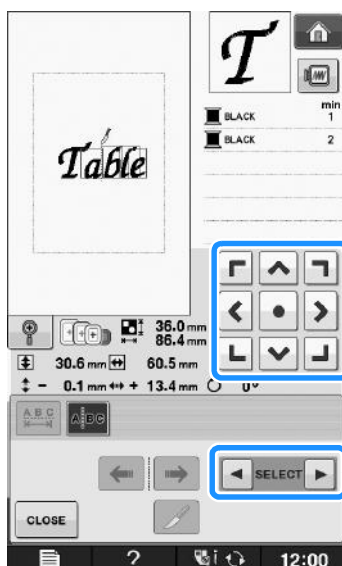 T
min
BLACK 1
BLACK 2
Table
36.0 mm
86.4 mm
30.6 mm 60.5 mm
- 0.1 mm + 13.4 mm 0°
ABC ABC
SELECT
CLOSE
? i 12:00